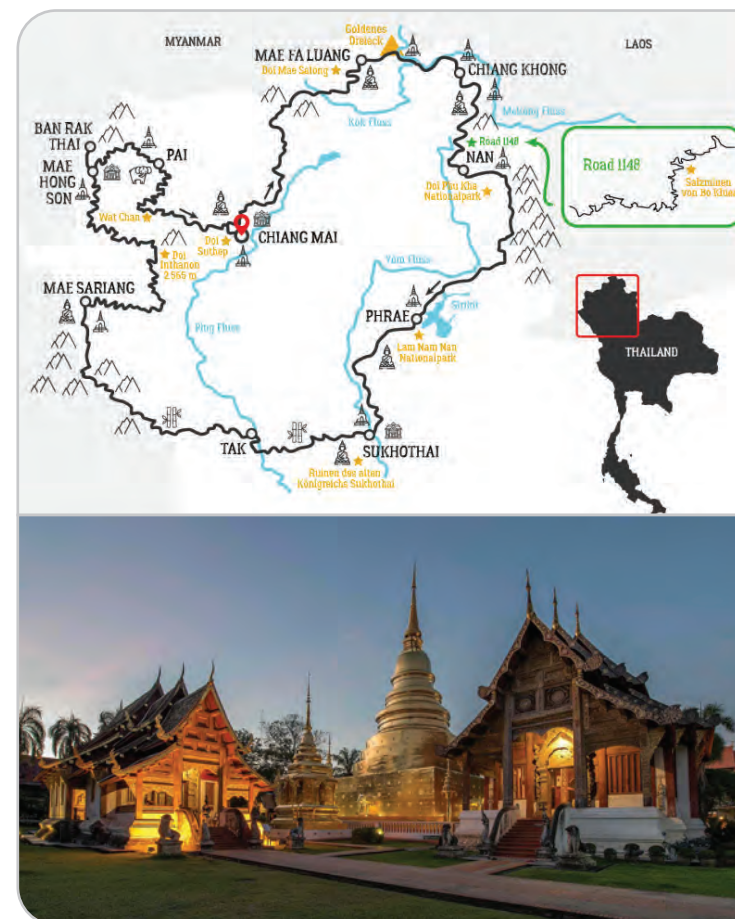 MYANMAR
Goldenes
Dreieck
LAOS
MAE FA LUANG
Doi Mae Salong
CHIANG KHONG
Mekong Fluss
Kok Fluss
BAN RAK
THAI
PAI
MAE
HONG
SON
Road 1148
NAN
Doi Phu Kha
Nationalpark
Road 1148
Salzminen
von Bo Kluea
Wat Chan
Doi
Suthep
CHIANG MAI
Doi
Inthanon
2.565 m
Yom Fluss
MAE SARIANG
Ping Fluss
PHRAE
Sirikit
Lam Nam Nan
Nationalpark
THAILAND
TAK
SUKHOTHAI
Ruinen des alten
Königreichs Sukhothai